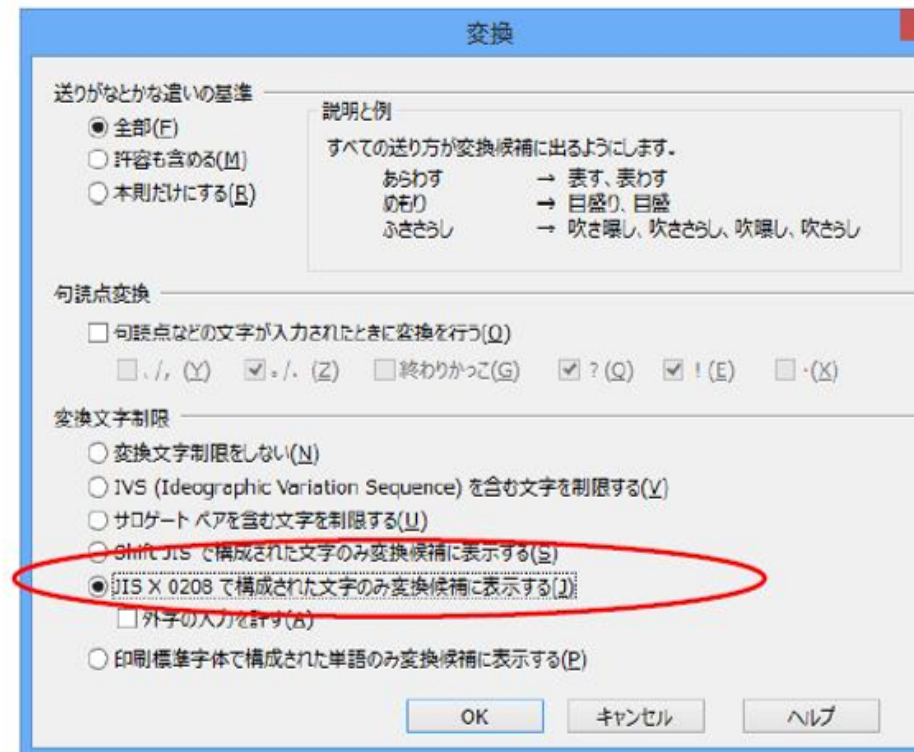 変換
送りがなとかな遣いの基準
全部(F)
許容も含める(M)
本則だけにする(R)
説明と例
すべての送り方が変換候補に出るようにします.
あらわす → 表す、表わす
めもり → 目盛り、目盛
ふきさらし → 吹き曝し、吹きさらし、吹曝し、吹さらし
句読点変換
句読点などの文字が入力されたときに変換を行う(O)
、/, (Y) 。/. (Z) 終わりかっこ(G) ? (Q) ! (E) ・(X)
変換文字制限
変換文字制限をしない(N)
IVS (Ideographic Variation Sequence) を含む文字を制限する(V)
サロゲート ペアを含む文字を制限する(U)
Shift JIS で構成された文字のみ変換候補に表示する(S)
JIS X 0208 で構成された文字のみ変換候補に表示する(J)
外字の入力を許す(A)
印刷標準字体で構成された単語のみ変換候補に表示する(P)
OK キャンセル ヘルプ